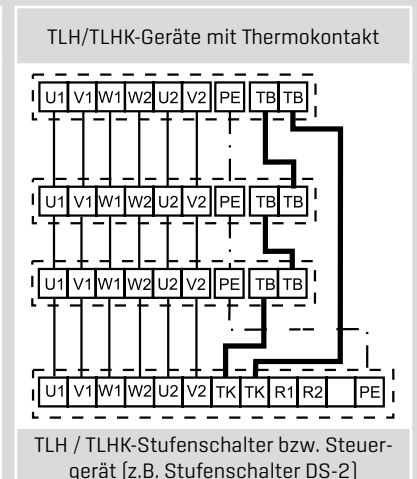 TLH/TLHK-Geräte mit Thermokontakt
U1 V1 W1 W2 U2 V2 PE TB TB
U1 V1 W1 W2 U2 V2 PE TB TB
U1 V1 W1 W2 U2 V2 PE TB TB
U1 V1 W1 W2 U2 V2 TK TK R1 R2 PE
TLH / TLHK-Stufenschalter bzw. Steuer-
gerät (z.B. Stufenschalter DS-2)